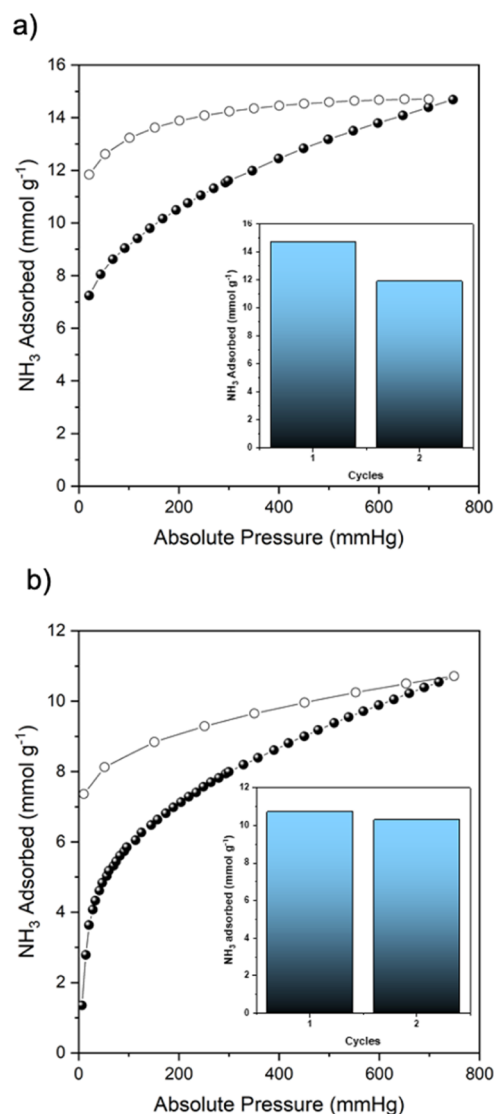 a)
16
14
12
10
8
6
4
2
0
NH₃ Adsorbed (mmol g⁻¹)
0 200 400 600 800
Absolute Pressure (mmHg)
16
14
12
10
8
6
4
2
0
NH₃ Adsorbed (mmol g⁻¹)
1 2
Cycles
b)
12
10
8
6
4
2
0
NH₃ Adsorbed (mmol g⁻¹)
0 200 400 600 800
Absolute Pressure (mmHg)
12
10
8
6
4
2
0
NH₃ adsorbed (mmol g⁻¹)
1 2
Cycles